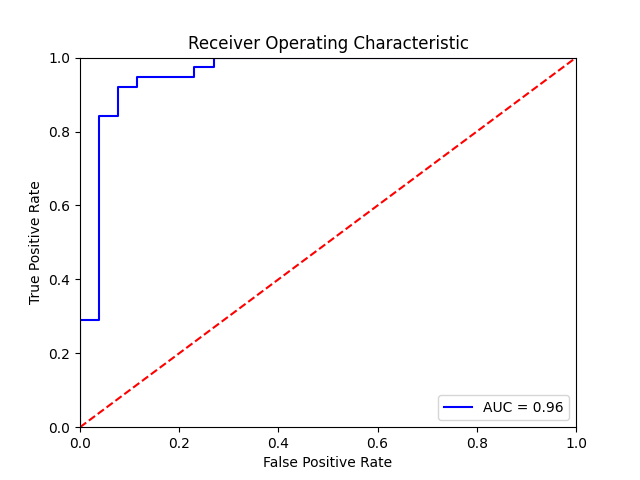 Receiver Operating Characteristic
1.0
0.8
0.6
0.4
0.2
0.0
True Positive Rate
AUC = 0.96
0.0 0.2 0.4 0.6 0.8 1.0
False Positive Rate